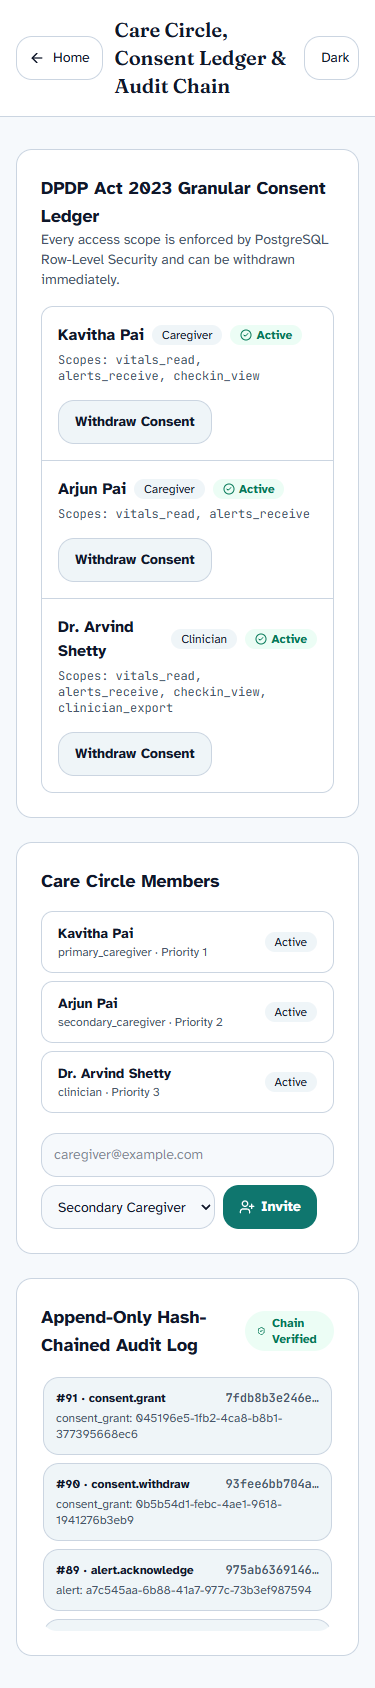 Home
Care Circle,
Consent Ledger &
Audit Chain
Dark
DPDP Act 2023 Granular Consent
Ledger
Every access scope is enforced by PostgreSQL
Row-Level Security and can be withdrawn
immediately.
Kavitha Pai Caregiver Active
Scopes: vitals_read,
alerts_receive, checkin_view
Withdraw Consent
Arjun Pai Caregiver Active
Scopes: vitals_read, alerts_receive
Withdraw Consent
Dr. Arvind
Shetty
Clinician Active
Scopes: vitals_read,
alerts_receive, checkin_view,
clinician_export
Withdraw Consent
Care Circle Members
Kavitha Pai
primary_caregiver · Priority 1
Active
Arjun Pai
secondary_caregiver · Priority 2
Active
Dr. Arvind Shetty
clinician · Priority 3
Active
caregiver@example.com
Secondary Caregiver Invite
Append-Only Hash-
Chained Audit Log
Chain
Verified
#91 · consent.grant 7fdb8b3e246e…
consent_grant: 045196e5-1fb2-4ca8-b8b1-
377395668ec6
#90 · consent.withdraw 93fee6bb704a…
consent_grant: 0b5b54d1-febc-4ae1-9618-
1941276b3eb9
#89 · alert.acknowledge 975ab6369146…
alert: a7c545aa-6b88-41a7-977c-73b3ef987594